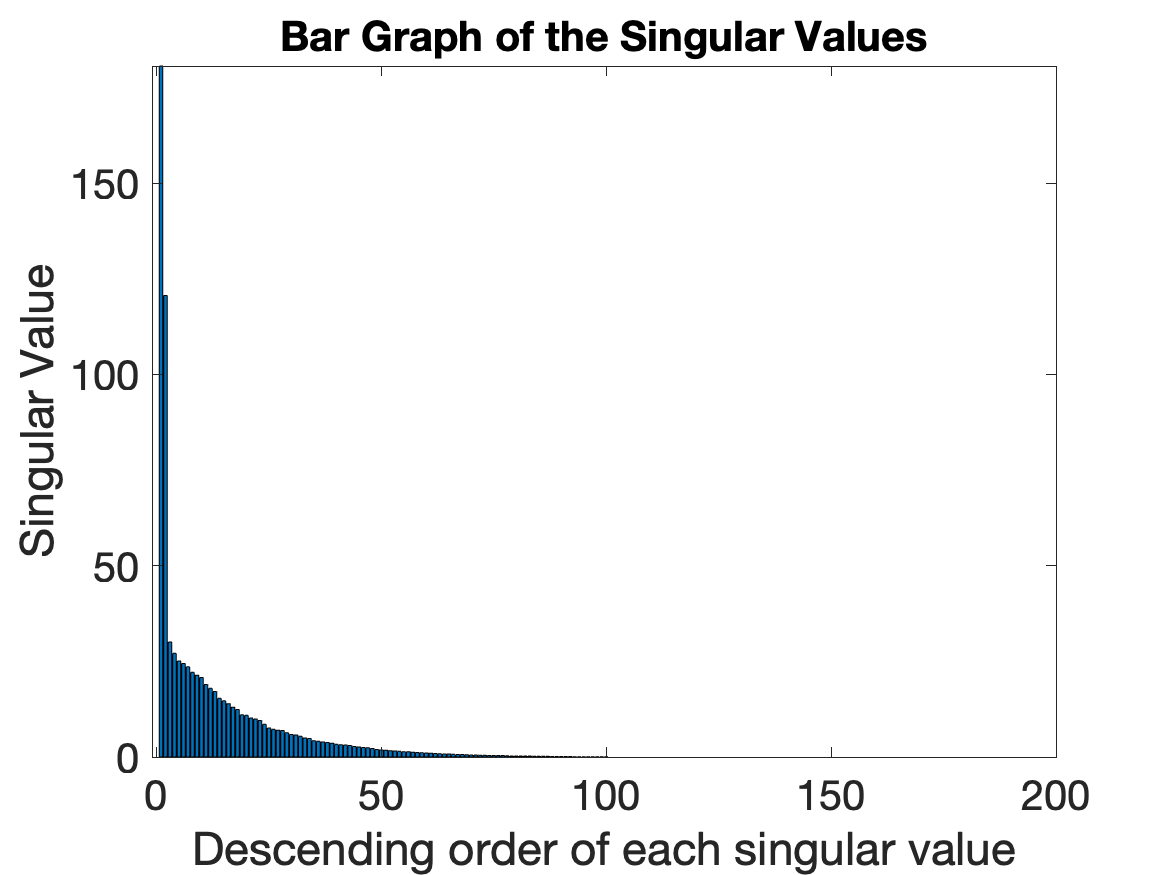 Bar Graph of the Singular Values
150
100
50
0
Singular Value
0 50 100 150 200
Descending order of each singular value